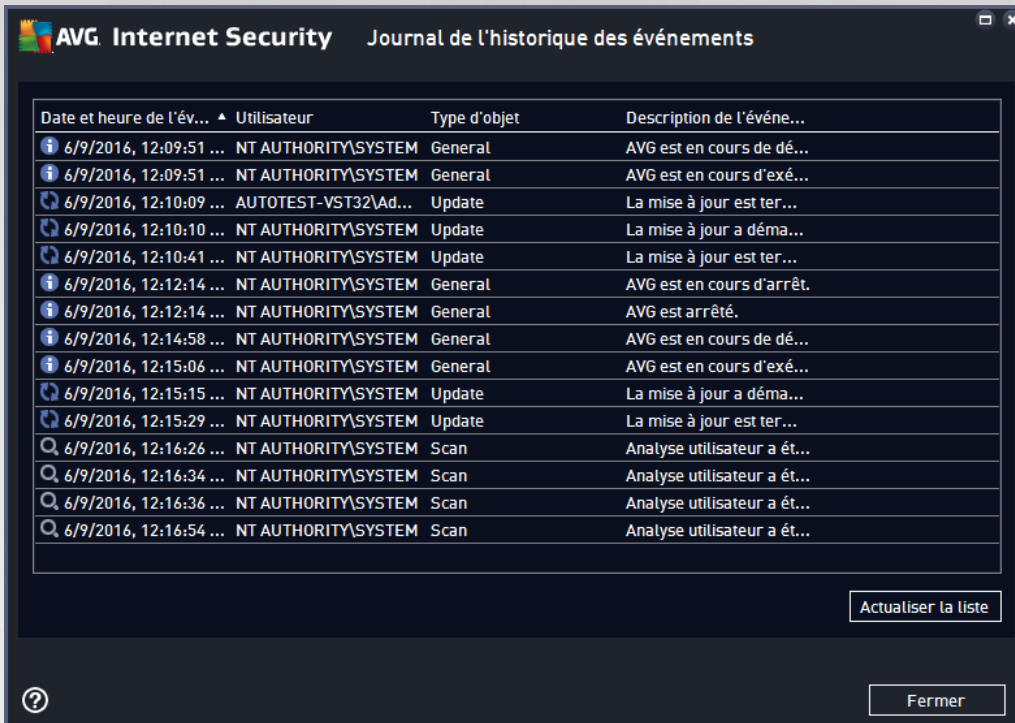 AVG. Internet Security Journal de l'historique des événements
Date et heure de l'év... Utilisateur Type d'objet Description de l'événe...
6/9/2016, 12:09:51 ... NT AUTHORITY\SYSTEM General AVG est en cours de dé...
6/9/2016, 12:09:51 ... NT AUTHORITY\SYSTEM General AVG est en cours d'exé...
6/9/2016, 12:10:09 ... AUTOTEST-VST32\Ad... Update La mise à jour est ter...
6/9/2016, 12:10:10 ... NT AUTHORITY\SYSTEM Update La mise à jour a déma...
6/9/2016, 12:10:41 ... NT AUTHORITY\SYSTEM Update La mise à jour est ter...
6/9/2016, 12:12:14 ... NT AUTHORITY\SYSTEM General AVG est en cours d'arrêt.
6/9/2016, 12:12:14 ... NT AUTHORITY\SYSTEM General AVG est arrêté.
6/9/2016, 12:14:58 ... NT AUTHORITY\SYSTEM General AVG est en cours de dé...
6/9/2016, 12:15:06 ... NT AUTHORITY\SYSTEM General AVG est en cours d'exé...
6/9/2016, 12:15:15 ... NT AUTHORITY\SYSTEM Update La mise à jour a déma...
6/9/2016, 12:15:29 ... NT AUTHORITY\SYSTEM Update La mise à jour est ter...
6/9/2016, 12:16:26 ... NT AUTHORITY\SYSTEM Scan Analyse utilisateur a ét...
6/9/2016, 12:16:34 ... NT AUTHORITY\SYSTEM Scan Analyse utilisateur a ét...
6/9/2016, 12:16:36 ... NT AUTHORITY\SYSTEM Scan Analyse utilisateur a ét...
6/9/2016, 12:16:54 ... NT AUTHORITY\SYSTEM Scan Analyse utilisateur a ét...
Actualiser la liste
Fermer